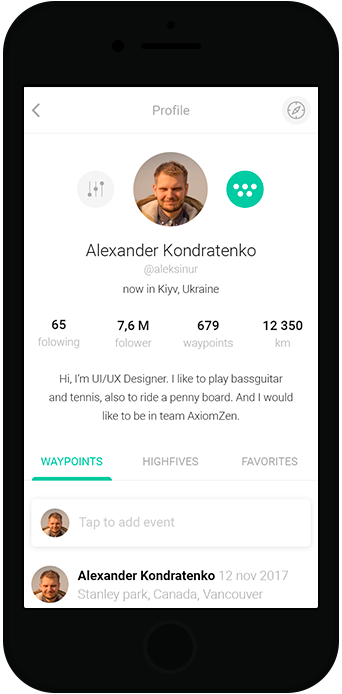 Profile
Alexander Kondratenko
@aleksinur
now in Kiyv, Ukraine
65 7,6 M 679 12 350
folowing folower waypoints km
Hi, I'm UI/UX Designer. I like to play bassguitar
and tennis, also to ride a penny board. And I would
like to be in team AxiomZen.
WAYPOINTS HIGHFIVES FAVORITES
Tap to add event
Alexander Kondratenko 12 nov 2017
Stanley park, Canada, Vancouver